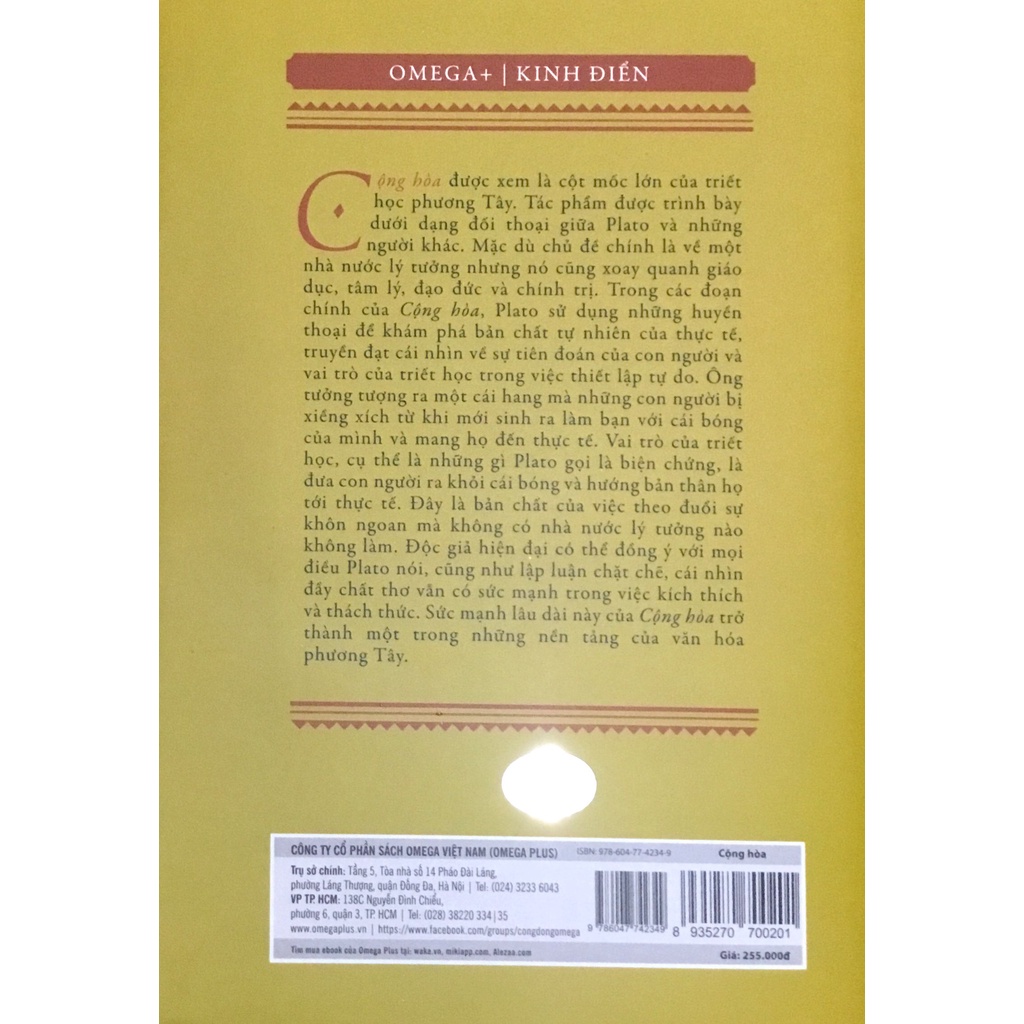 OMEGA+ | KINH ĐIỂN
Cộng hòa được xem là cột mốc lớn của triết
học phương Tây. Tác phẩm được trình bày
dưới dạng đối thoại giữa Plato và những
người khác. Mặc dù chủ đề chính là về một
nhà nước lý tưởng nhưng nó cũng xoay quanh giáo
dục, tâm lý, đạo đức và chính trị. Trong các đoạn
chính của Cộng hòa, Plato sử dụng những huyền
thoại để khám phá bản chất tự nhiên của thực tế,
truyền đạt cái nhìn về sự tiên đoán của con người và
vai trò của triết học trong việc thiết lập tự do. Ông
tưởng tượng ra một cái hang mà những con người bị
xiềng xích từ khi mới sinh ra làm bạn với cái bóng
của mình và mang họ đến thực tế. Vai trò của triết
học, cụ thể là những gì Plato gọi là biện chứng, là
đưa con người ra khỏi cái bóng và hướng bản thân họ
tới thực tế. Đây là bản chất của việc theo đuổi sự
khôn ngoan mà không có nhà nước lý tưởng nào
không làm. Độc giả hiện đại có thể đồng ý với mọi
điều Plato nói, cũng như lập luận chặt chẽ, cái nhìn
đầy chất thơ vẫn có sức mạnh trong việc kích thích
và thách thức. Sức mạnh lâu dài này của Cộng hòa trở
thành một trong những nền tảng của văn hóa
phương Tây.
CÔNG TY CỔ PHẦN SÁCH OMEGA VIỆT NAM (OMEGA PLUS)
ISBN: 978-604-77-4234-9
Cộng hòa
Trụ sở chính: Tầng 5, Tòa nhà số 14 Pháo Đài Láng,
phường Láng Thượng, quận Đống Đa, Hà Nội | Tel: (024) 3233 6043
VP TP. HCM: 138C Nguyễn Đình Chiểu,
phường 6, quận 3, TP. HCM | Tel: (028) 38220 334|35
www.omegaplus.vn | https://www.facebook.com/groups/congdongomega
9 786047 742349
8 935270 700201
Tìm mua ebook của Omega Plus tại: waka.vn, mikiapp.com, Alezaa.com
Giá: 255.000đ